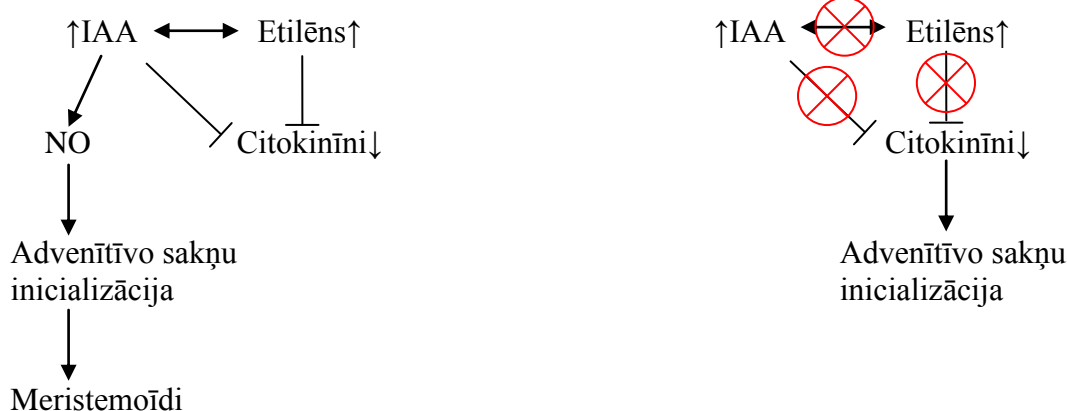 ↑IAA
Etilēns↑
NO
Citokinīni↓
Advenītīvo sakņu
inicializācija
Meristemoīdi
↑IAA
Etilēns↑
Citokinīni↓
Advenītīvo sakņu
inicializācija